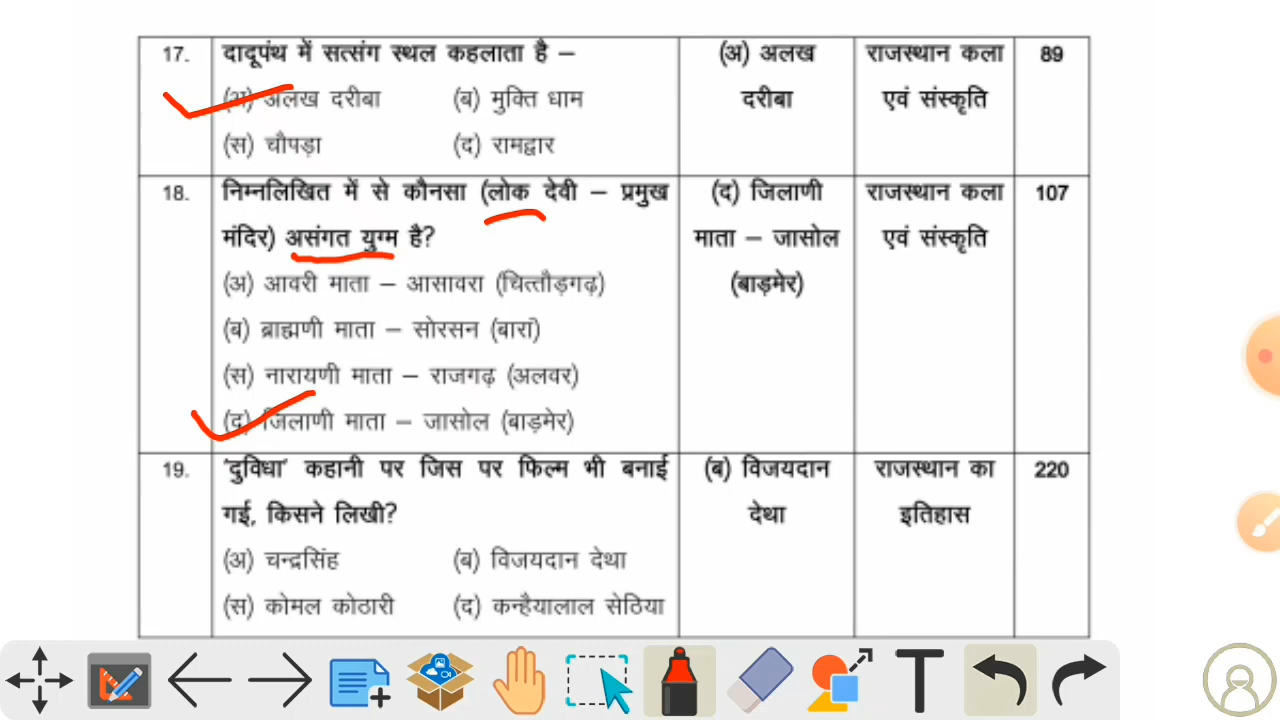 17. दादूपंथ में सत्संग स्थल कहलाता है – (अ) अलख राजस्थान कला 89
(अ) अलख दरीबा (ब) मुक्ति धाम दरीबा एवं संस्कृति
(स) चौपड़ा (द) रामद्वार
18. निम्नलिखित में से कौनसा (लोक देवी – प्रमुख (द) जिलाणी राजस्थान कला 107
मंदिर) असंगत युग्म है? माता – जासोल एवं संस्कृति
(अ) आवरी माता – आसावरा (चित्तौड़गढ़) (बाड़मेर)
(ब) ब्राह्मणी माता – सोरसन (बारां)
(स) नारायणी माता – राजगढ़ (अलवर)
(द) जिलाणी माता – जासोल (बाड़मेर)
19. 'दुविधा' कहानी पर जिस पर फिल्म भी बनाई (ब) विजयदान राजस्थान का 220
गई, किसने लिखी? देथा इतिहास
(अ) चन्द्रसिंह (ब) विजयदान देथा
(स) कोमल कोठारी (द) कन्हैयालाल सेठिया
T